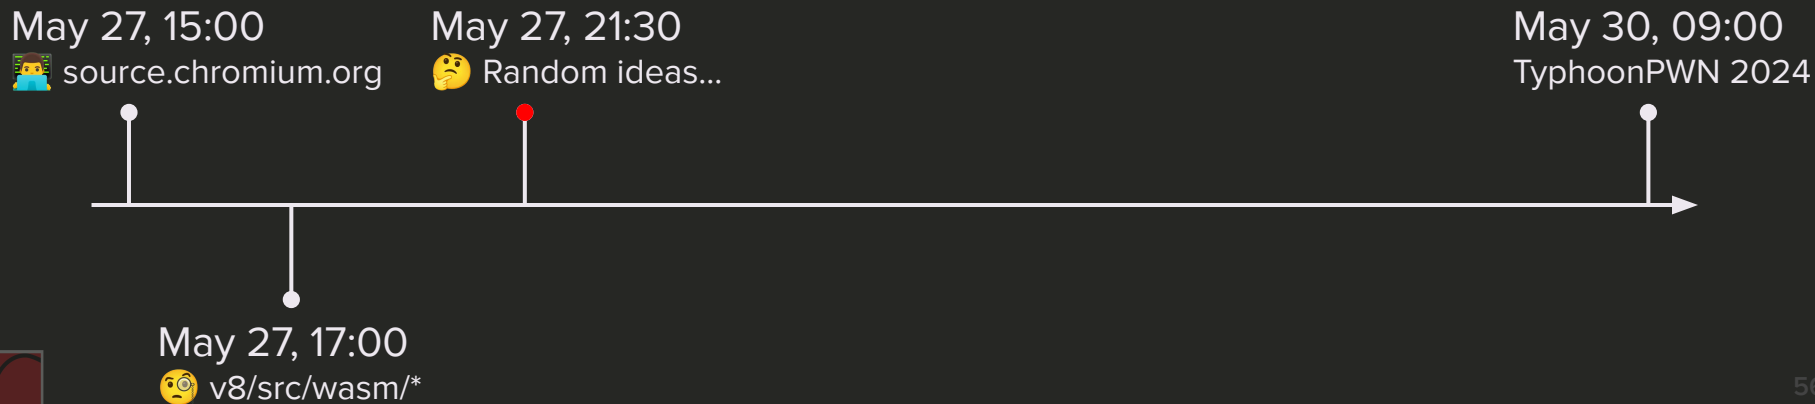 May 27, 15:00
👨‍💻 source.chromium.org
May 27, 21:30
🤔 Random ideas...
May 30, 09:00
TyphoonPWN 2024
May 27, 17:00
🧐 v8/src/wasm/*